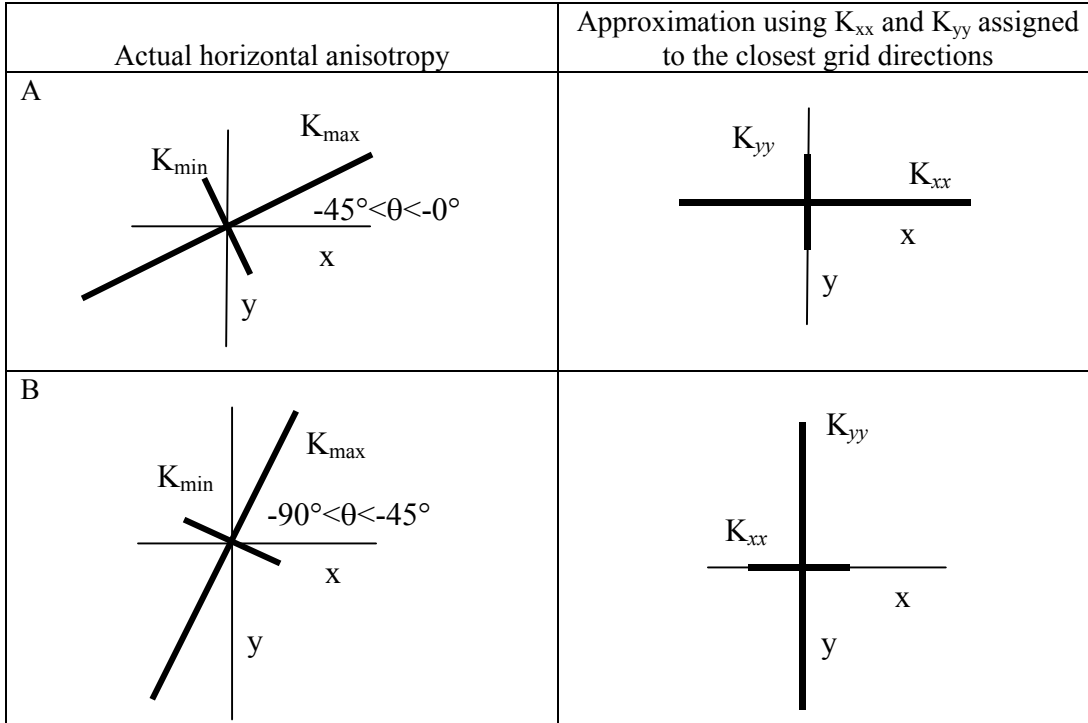 Actual horizontal anisotropy
Approximation using Kxx and Kyy assigned
to the closest grid directions
A
Kmax
Kmin
-45°<θ<-0°
x
y
Kyy
Kxx
x
y
B
Kmax
Kmin
-90°<θ<-45°
x
y
Kyy
Kxx
x
y